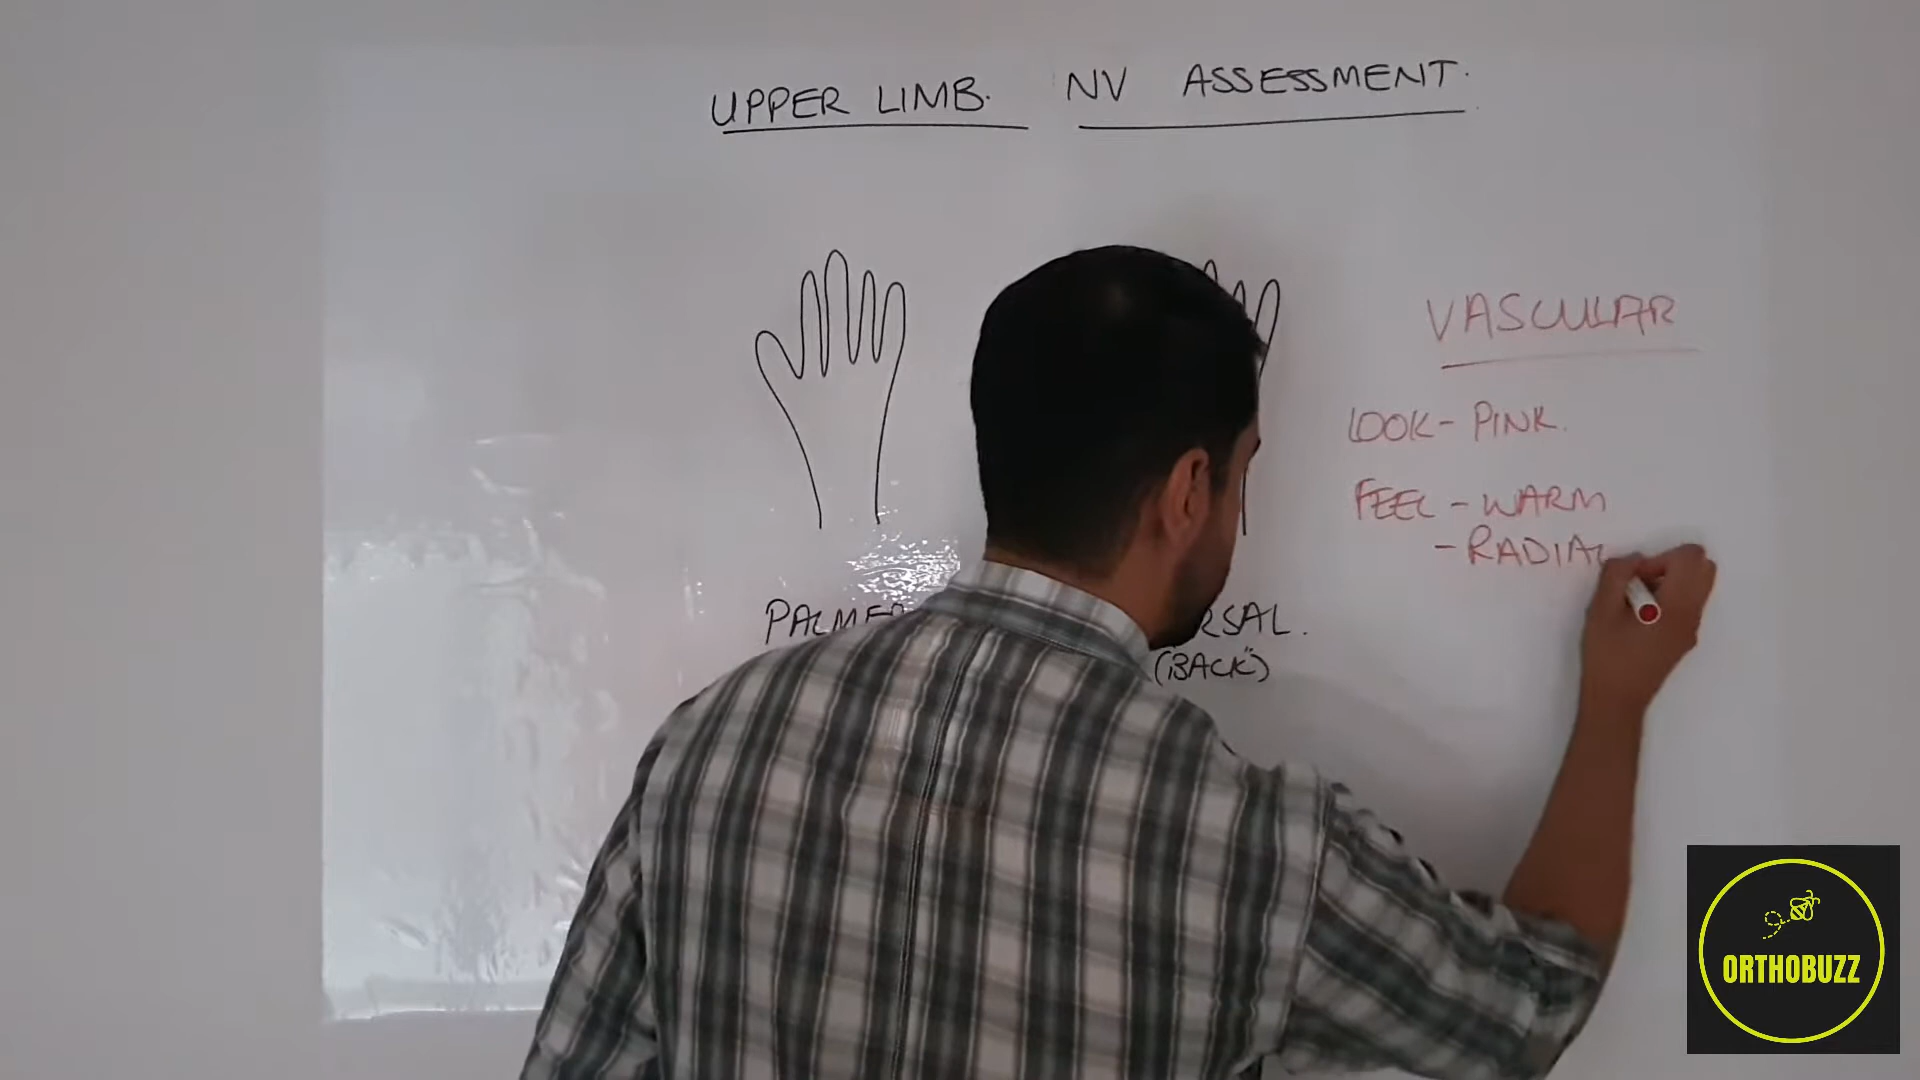 UPPER LIMB. NV ASSESSMENT.
VASCULAR
LOOK - PINK.
FEEL - WARM
- RADIAL
(BACK)
ORTHOBUZZ